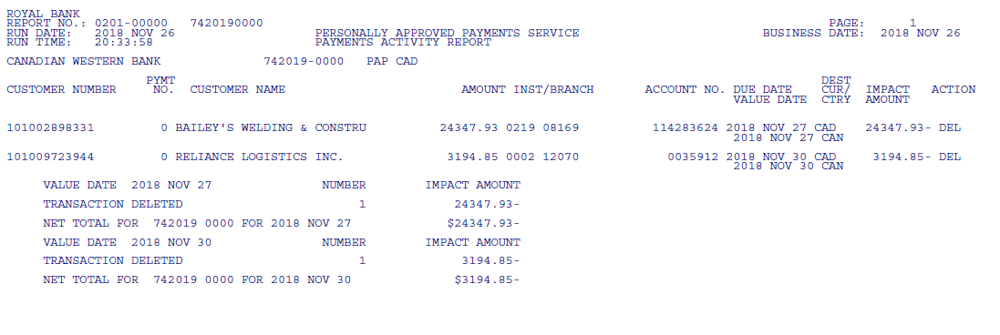 ROYAL BANK
REPORT NO.: 0201-00000   7420190000   PAGE:      1
RUN DATE:   2018 NOV 26   PERSONALLY APPROVED PAYMENTS SERVICE   BUSINESS DATE:  2018 NOV 26
RUN TIME:   20:33:58   PAYMENTS ACTIVITY REPORT
CANADIAN WESTERN BANK   742019-0000   PAP CAD
PYMT   DEST
CUSTOMER NUMBER   NO.  CUSTOMER NAME   AMOUNT INST/BRANCH   ACCOUNT NO. DUE DATE   CUR/  IMPACT   ACTION
VALUE DATE  CTRY  AMOUNT
101002898331   0 BAILEY'S WELDING & CONSTRU   24347.93 0219 08169   114283624 2018 NOV 27 CAD   24347.93- DEL
2018 NOV 27 CAN
101009723944   0 RELIANCE LOGISTICS INC.   3194.85 0002 12070   0035912 2018 NOV 30 CAD   3194.85- DEL
2018 NOV 30 CAN
VALUE DATE  2018 NOV 27   NUMBER   IMPACT AMOUNT
TRANSACTION DELETED   1   24347.93-
NET TOTAL FOR  742019 0000 FOR 2018 NOV 27   $24347.93-
VALUE DATE  2018 NOV 30   NUMBER   IMPACT AMOUNT
TRANSACTION DELETED   1   3194.85-
NET TOTAL FOR  742019 0000 FOR 2018 NOV 30   $3194.85-